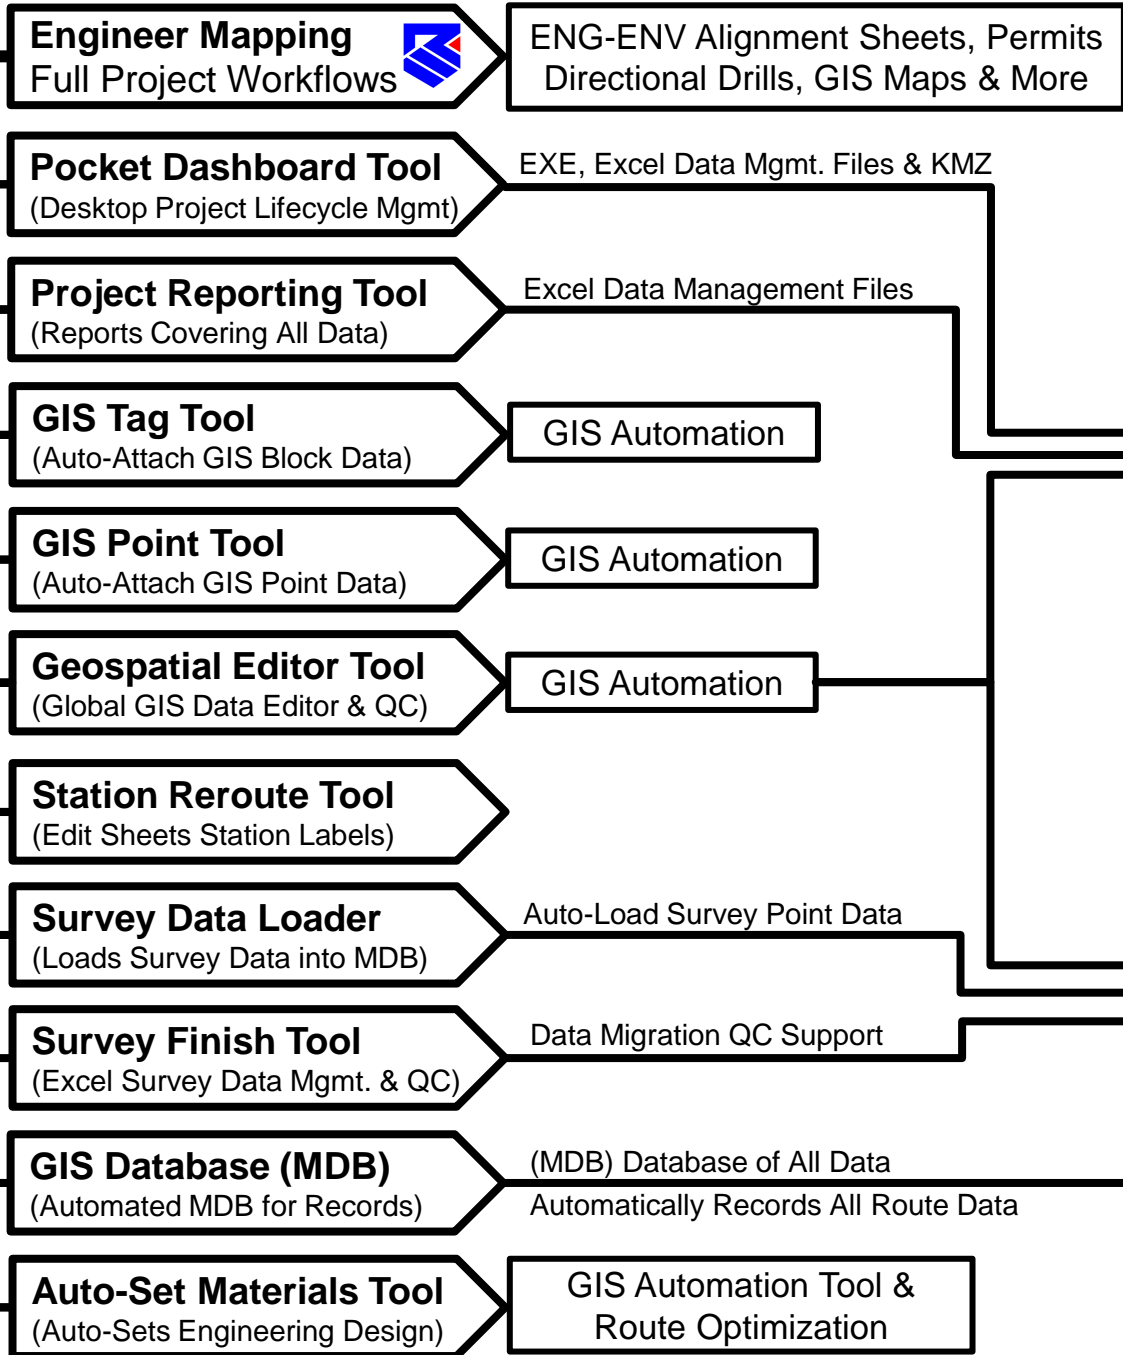 Engineer Mapping
Full Project Workflows
ENG-ENV Alignment Sheets, Permits
Directional Drills, GIS Maps & More
Pocket Dashboard Tool
(Desktop Project Lifecycle Mgmt)
EXE, Excel Data Mgmt. Files & KMZ
Project Reporting Tool
(Reports Covering All Data)
Excel Data Management Files
GIS Tag Tool
(Auto-Attach GIS Block Data)
GIS Automation
GIS Point Tool
(Auto-Attach GIS Point Data)
GIS Automation
Geospatial Editor Tool
(Global GIS Data Editor & QC)
GIS Automation
Station Reroute Tool
(Edit Sheets Station Labels)
Survey Data Loader
(Loads Survey Data into MDB)
Auto-Load Survey Point Data
Survey Finish Tool
(Excel Survey Data Mgmt. & QC)
Data Migration QC Support
GIS Database (MDB)
(Automated MDB for Records)
(MDB) Database of All Data
Automatically Records All Route Data
Auto-Set Materials Tool
(Auto-Sets Engineering Design)
GIS Automation Tool &
Route Optimization